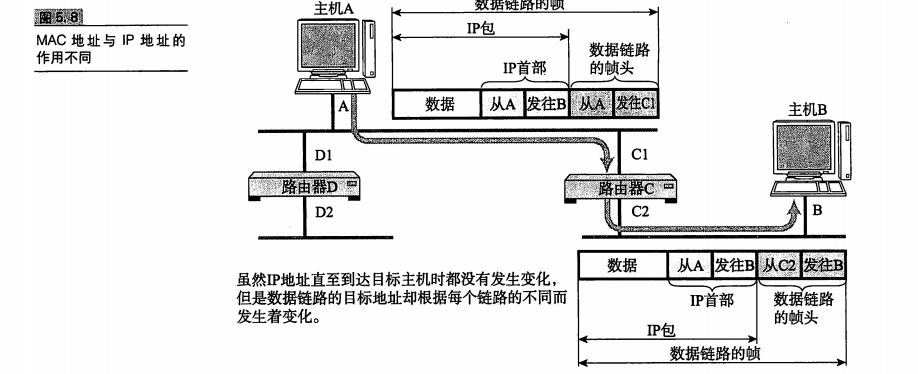 图5.8
MAC 地址与 IP 地址的
作用不同
主机A
数据链路的帧
IP包
IP首部
数据链路
的帧头
数据
从A
发往B
从A
发往C1
A
主机B
D1
C1
路由器D
路由器C
D2
C2
B
虽然IP地址直至到达目标主机时都没有发生变化，
但是数据链路的目标地址却根据每个链路的不同而
发生着变化。
数据
从A
发往B
从C2
发往B
IP首部
数据链路
的帧头
IP包
数据链路的帧